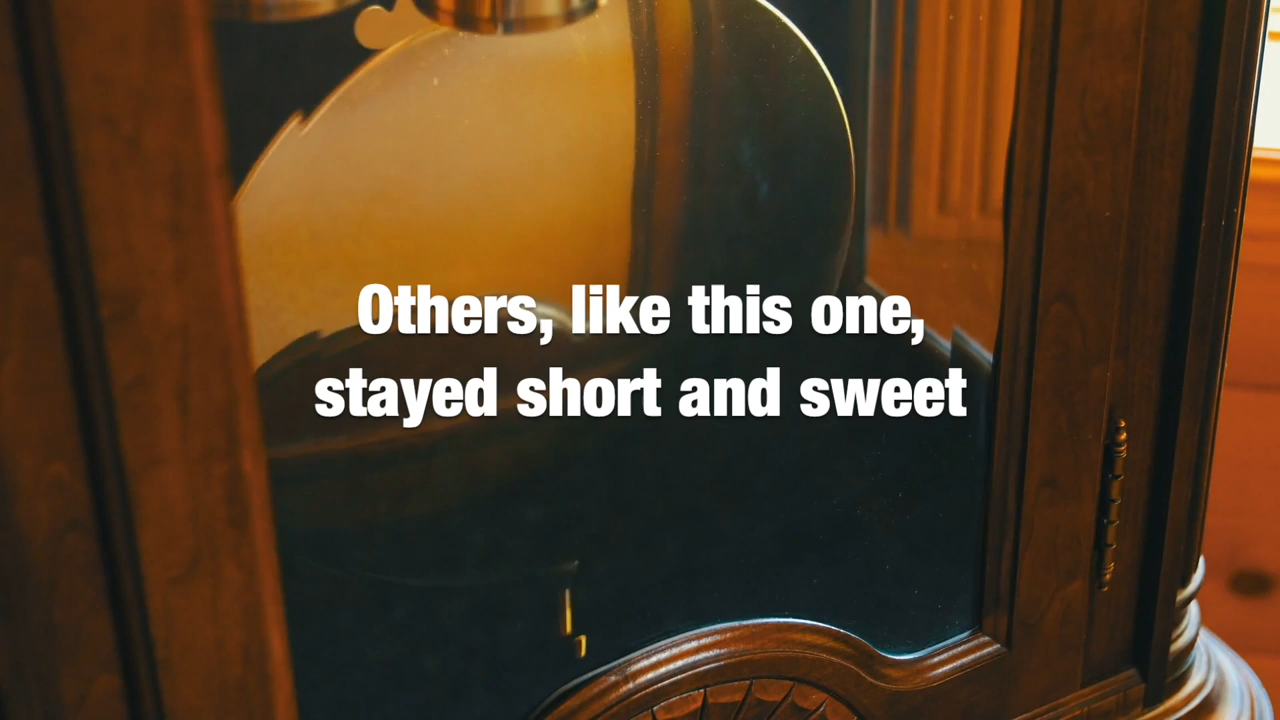 Others, like this one,
stayed short and sweet